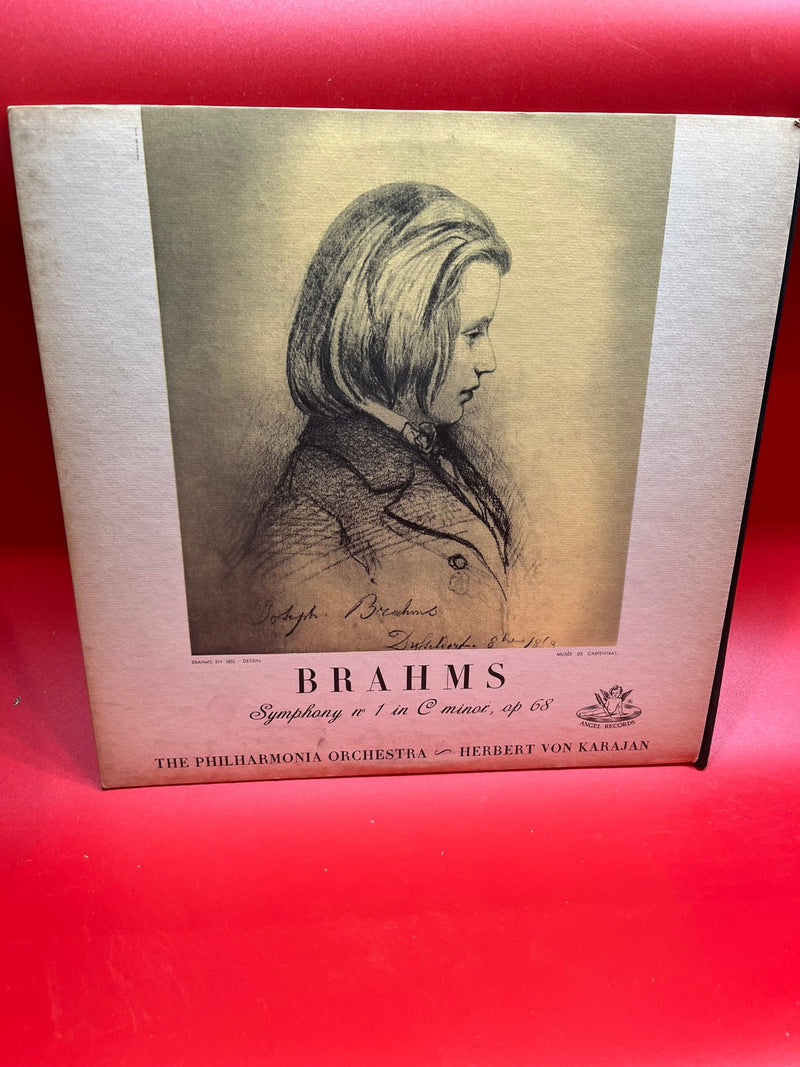 Joseph. Brahms
BRAHMS EN 1853 - DESSIN.
MUSÉE DE CARPENTRAS.
BRAHMS
Symphony nº 1 in C minor, op 68
ANGEL RECORDS
THE PHILHARMONIA ORCHESTRA ~ HERBERT VON KARAJAN